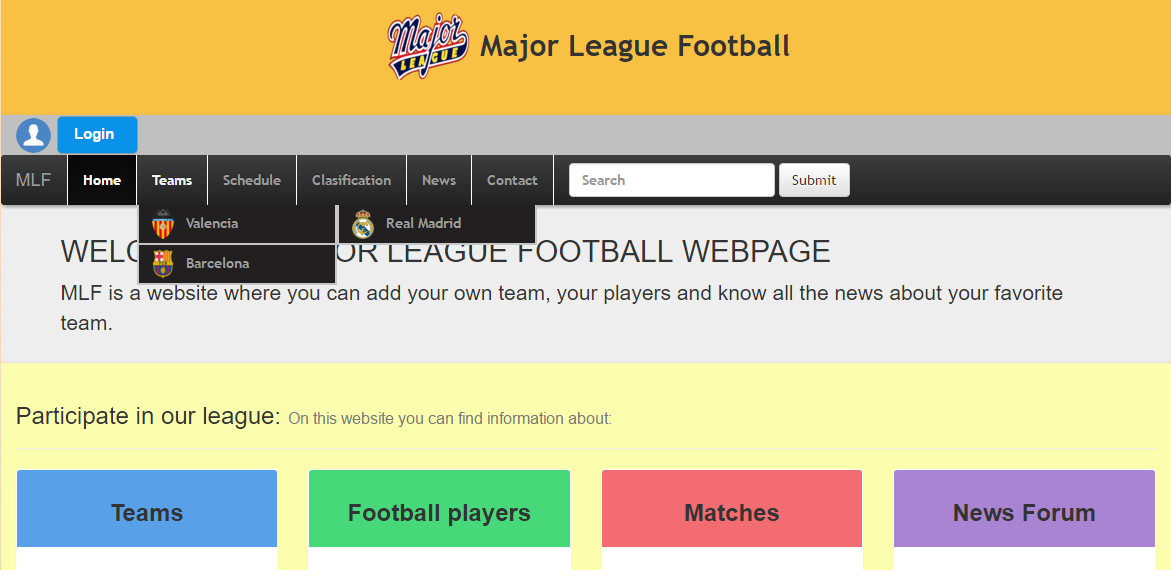 Major LEAGUE Major League Football
Login
MLF Home Teams Schedule Clasification News Contact Search Submit
Valencia Real Madrid
WELC OR LEAGUE FOOTBALL WEBPAGE
Barcelona
MLF is a website where you can add your own team, your players and know all the news about your favorite
team.
Participate in our league: On this website you can find information about:
Teams Football players Matches News Forum